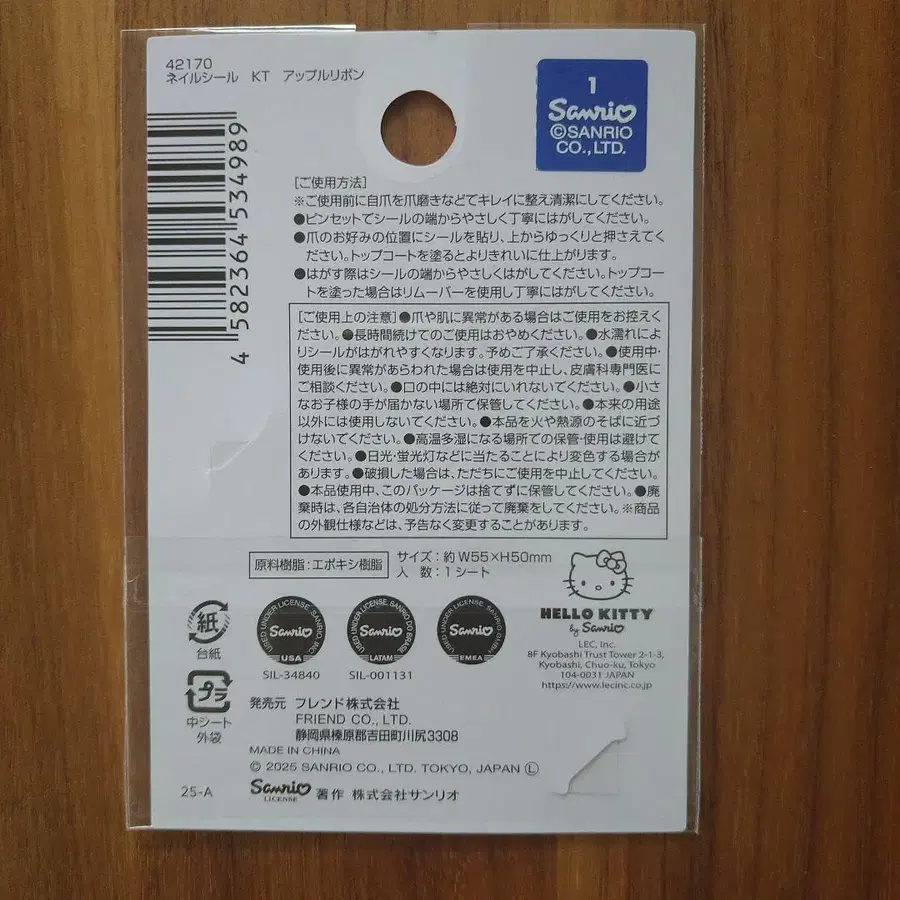 42170
ネイルシール KT アップルリボン
1
Sanrio
©SANRIO
CO.,LTD.
4 582364 534989
[ご使用方法]
※ご使用前に自爪を爪磨きなどでキレイに整え清潔にしてください。
●ピンセットでシールの端からやさしく丁寧にはがしてください。
●爪のお好みの位置にシールを貼り、上からゆっくりと押さえてく
ださい。トップコートを塗るとよりきれいに仕上がります。
●はがす際はシールの端からやさしくはがしてください。トップコー
トを塗った場合はリムーバーを使用し丁寧にはがしてください。
[ご使用上の注意]●爪や肌に異常がある場合はご使用をお控えく
ださい。●長時間続けてのご使用はおやめください。●水濡れによ
りシールがはがれやすくなります。予めご了承ください。●使用中・
使用後に異常があらわれた場合は使用を中止し、皮膚科専門医に
ご相談ください。●口の中には絶対にいれないでください。●小さ
なお子様の手が届かない場所で保管してください。●本来の用途
以外には使用しないでください。●本品を火や熱源のそばに近づ
けないでください。●高温多湿になる場所での保管・使用は避けて
ください。●日光・蛍光灯などに当たることにより変色する場合が
あります。●破損した場合は、ただちにご使用を中止してください。
●本品使用中、このパッケージは捨てずに保管してください。●廃
棄時は、各自治体の処分方法に従って廃棄をしてください。※商品
の外観仕様などは、予告なく変更することがあります。
原料樹脂:エポキシ樹脂
サイズ:約 W55×H50mm
入 数:1シート
紙
台紙
プラ
中シート
外袋
USED UNDER LICENSE, SANRIO, INC.
Sanrio
USA
SIL-34840
USED UNDER LICENSE, SANRIO DO BRASIL
Sanrio
LATAM
SIL-001131
USED UNDER LICENSE, SANRIO GMBH
Sanrio
EMEA
HELLO KITTY
by Sanrio
LEC, Inc.
8F Kyobashi Trust Tower 2-1-3,
Kyobashi, Chuo-ku, Tokyo
104-0031 JAPAN
https://www.lecinc.co.jp
発売元 フレンド株式会社
FRIEND CO., LTD.
静岡県榛原郡吉田町川尻3308
MADE IN CHINA
© 2025 SANRIO CO., LTD. TOKYO, JAPAN Ⓛ
25-A
Sanrio
LICENSE
著作 株式会社サンリオ